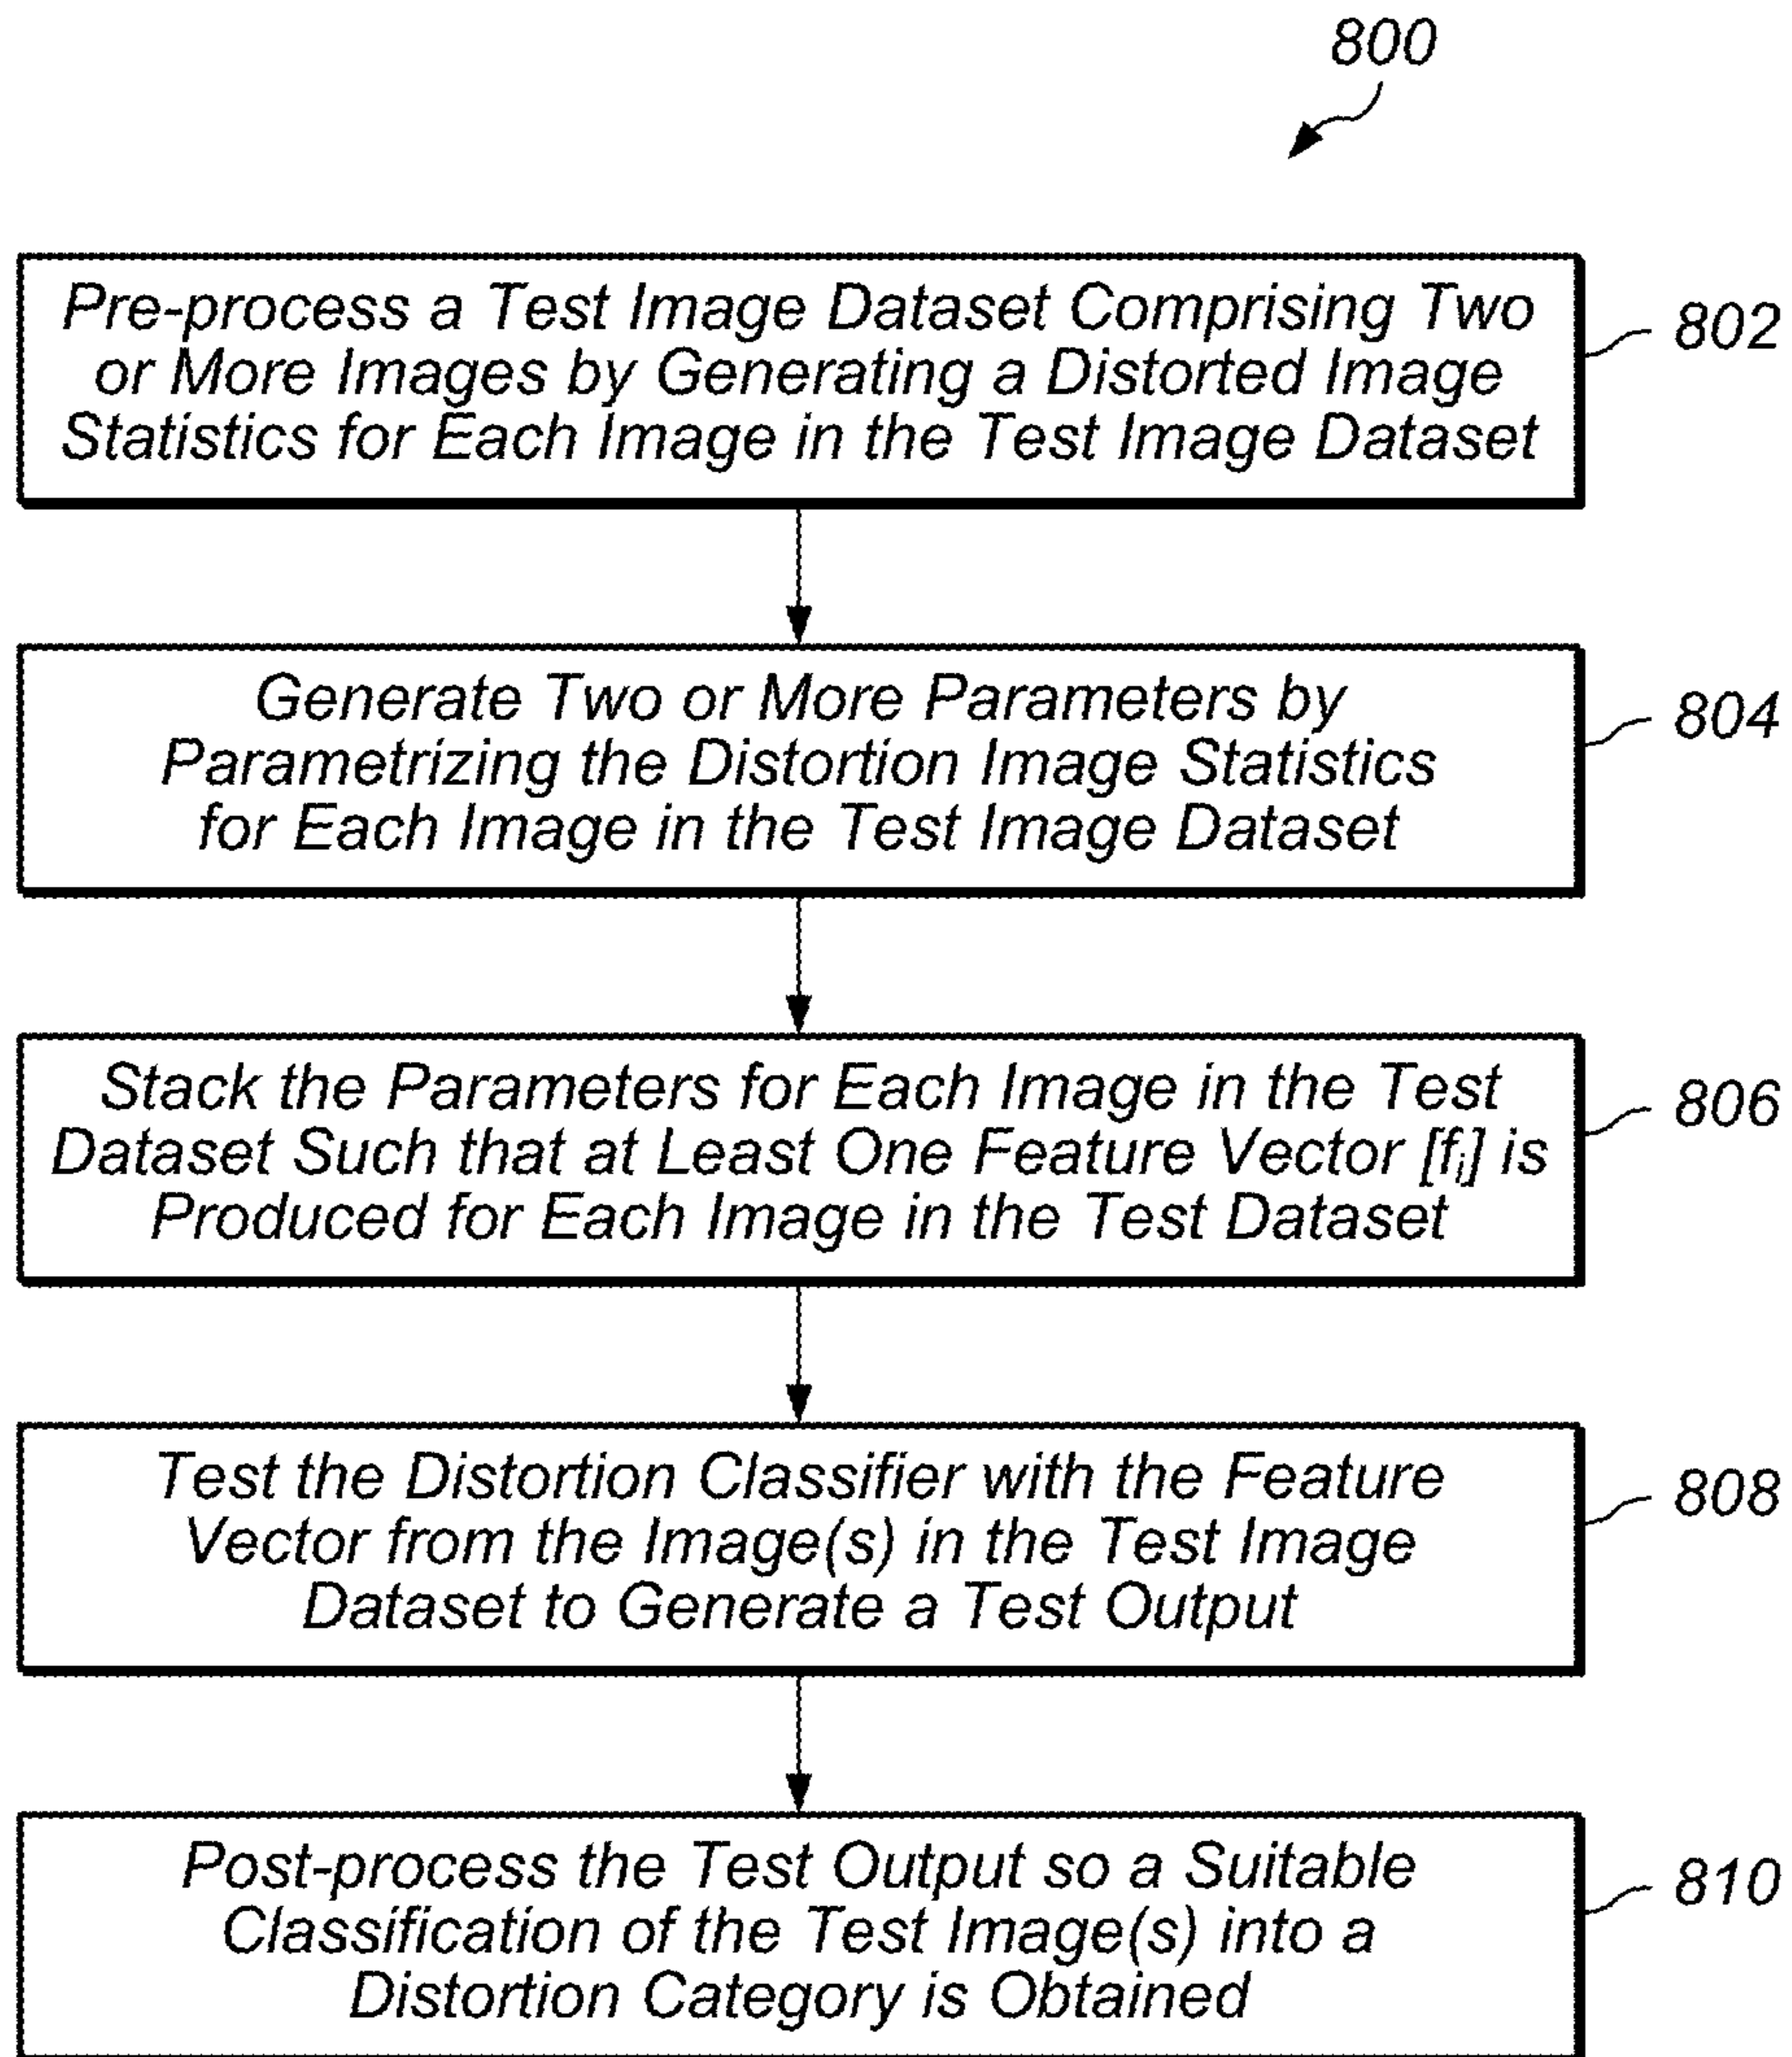 800
Pre-process a Test Image Dataset Comprising Two
or More Images by Generating a Distorted Image
Statistics for Each Image in the Test Image Dataset
802
Generate Two or More Parameters by
Parametrizing the Distortion Image Statistics
for Each Image in the Test Image Dataset
804
Stack the Parameters for Each Image in the Test
Dataset Such that at Least One Feature Vector [fᵢ] is
Produced for Each Image in the Test Dataset
806
Test the Distortion Classifier with the Feature
Vector from the Image(s) in the Test Image
Dataset to Generate a Test Output
808
Post-process the Test Output so a Suitable
Classification of the Test Image(s) into a
Distortion Category is Obtained
810